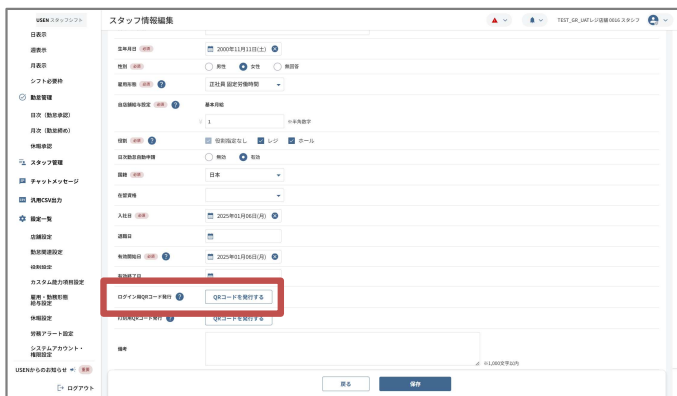 USEN スタッフシフト
スタッフ情報編集
TEST_GR_UATレジ店舗 0016 スタンフ
日表示
週表示
月表示
シフト必要枠
勤怠管理
日次（勤怠承認）
月次（勤怠締め）
休暇承認
スタッフ管理
チャットメッセージ
汎用CSV出力
設定一覧
店舗設定
勤怠関連設定
役割設定
カスタム能力項目設定
雇用・勤務形態
給与設定
休暇設定
労務アラート設定
システムアカウント・
権限設定
USENからのお知らせ 重要
ログアウト
生年月日 必須 2000年11月11日(土)
性別 必須 男性 女性 無回答
雇用形態 必須 ? 正社員 固定労働時間
自店舗給与設定 必須 ? 基本月給
1 ※半角数字
役割 必須 ? 役割指定なし レジ ホール
日次勤怠自動申請 無効 有効
国籍 必須 日本
在留資格
入社日 必須 2025年01月06日(月)
退職日
有効開始日 必須 ? 2025年01月06日(月)
有効終了日
ログイン用QRコード発行 ? QRコードを発行する
打刻用QRコード発行 ? QRコードを発行する
備考
※1,000文字以内
戻る 保存